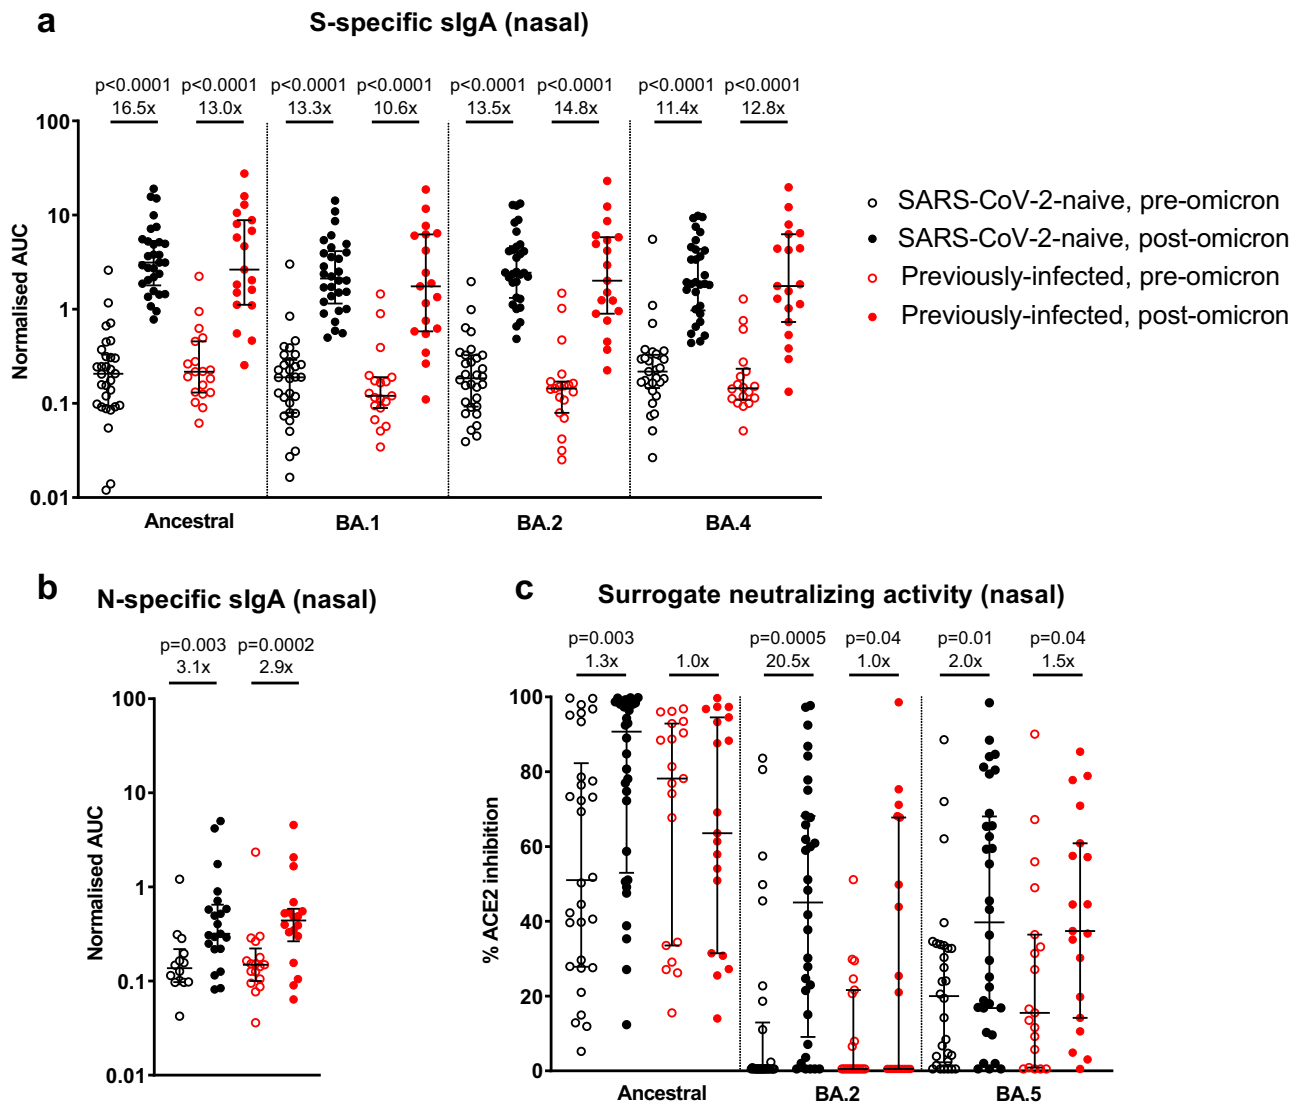 a
S-specific sIgA (nasal)
p<0.0001 p<0.0001 p<0.0001 p<0.0001 p<0.0001 p<0.0001 p<0.0001 p<0.0001
16.5x 13.0x 13.3x 10.6x 13.5x 14.8x 11.4x 12.8x
100
10
1
0.1
0.01
Normalised AUC
Ancestral BA.1 BA.2 BA.4
SARS-CoV-2-naive, pre-omicron
SARS-CoV-2-naive, post-omicron
Previously-infected, pre-omicron
Previously-infected, post-omicron
b
N-specific sIgA (nasal)
p=0.003 p=0.0002
3.1x 2.9x
100
10
1
0.1
0.01
Normalised AUC
c
Surrogate neutralizing activity (nasal)
p=0.003 p=0.0005 p=0.04 p=0.01 p=0.04
1.3x 1.0x 20.5x 1.0x 2.0x 1.5x
100
80
60
40
20
0
% ACE2 inhibition
Ancestral BA.2 BA.5